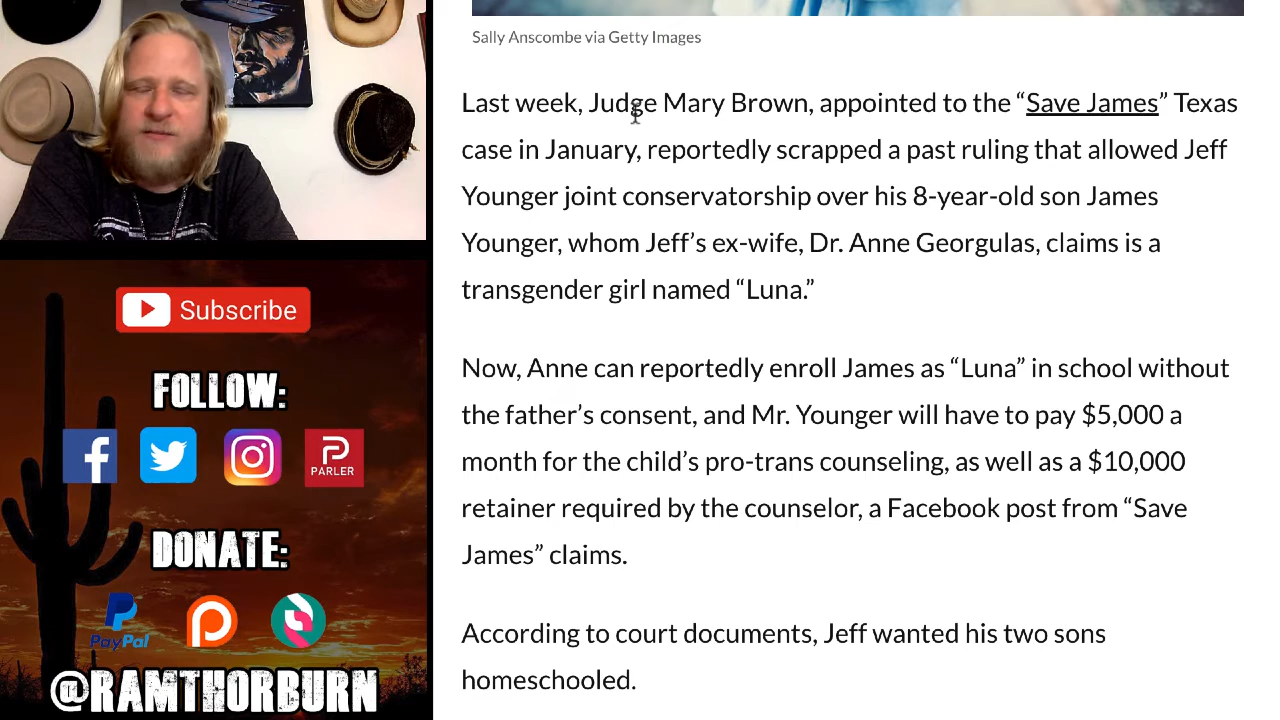 Sally Anscombe via Getty Images
Last week, Judge Mary Brown, appointed to the “Save James” Texas
case in January, reportedly scrapped a past ruling that allowed Jeff
Younger joint conservatorship over his 8-year-old son James
Younger, whom Jeff’s ex-wife, Dr. Anne Georgulas, claims is a
transgender girl named “Luna.”
Now, Anne can reportedly enroll James as “Luna” in school without
the father’s consent, and Mr. Younger will have to pay $5,000 a
month for the child’s pro-trans counseling, as well as a $10,000
retainer required by the counselor, a Facebook post from “Save
James” claims.
According to court documents, Jeff wanted his two sons
homeschooled.
Subscribe
FOLLOW:
PARLER
DONATE:
PayPal
@RAMTHORBURN